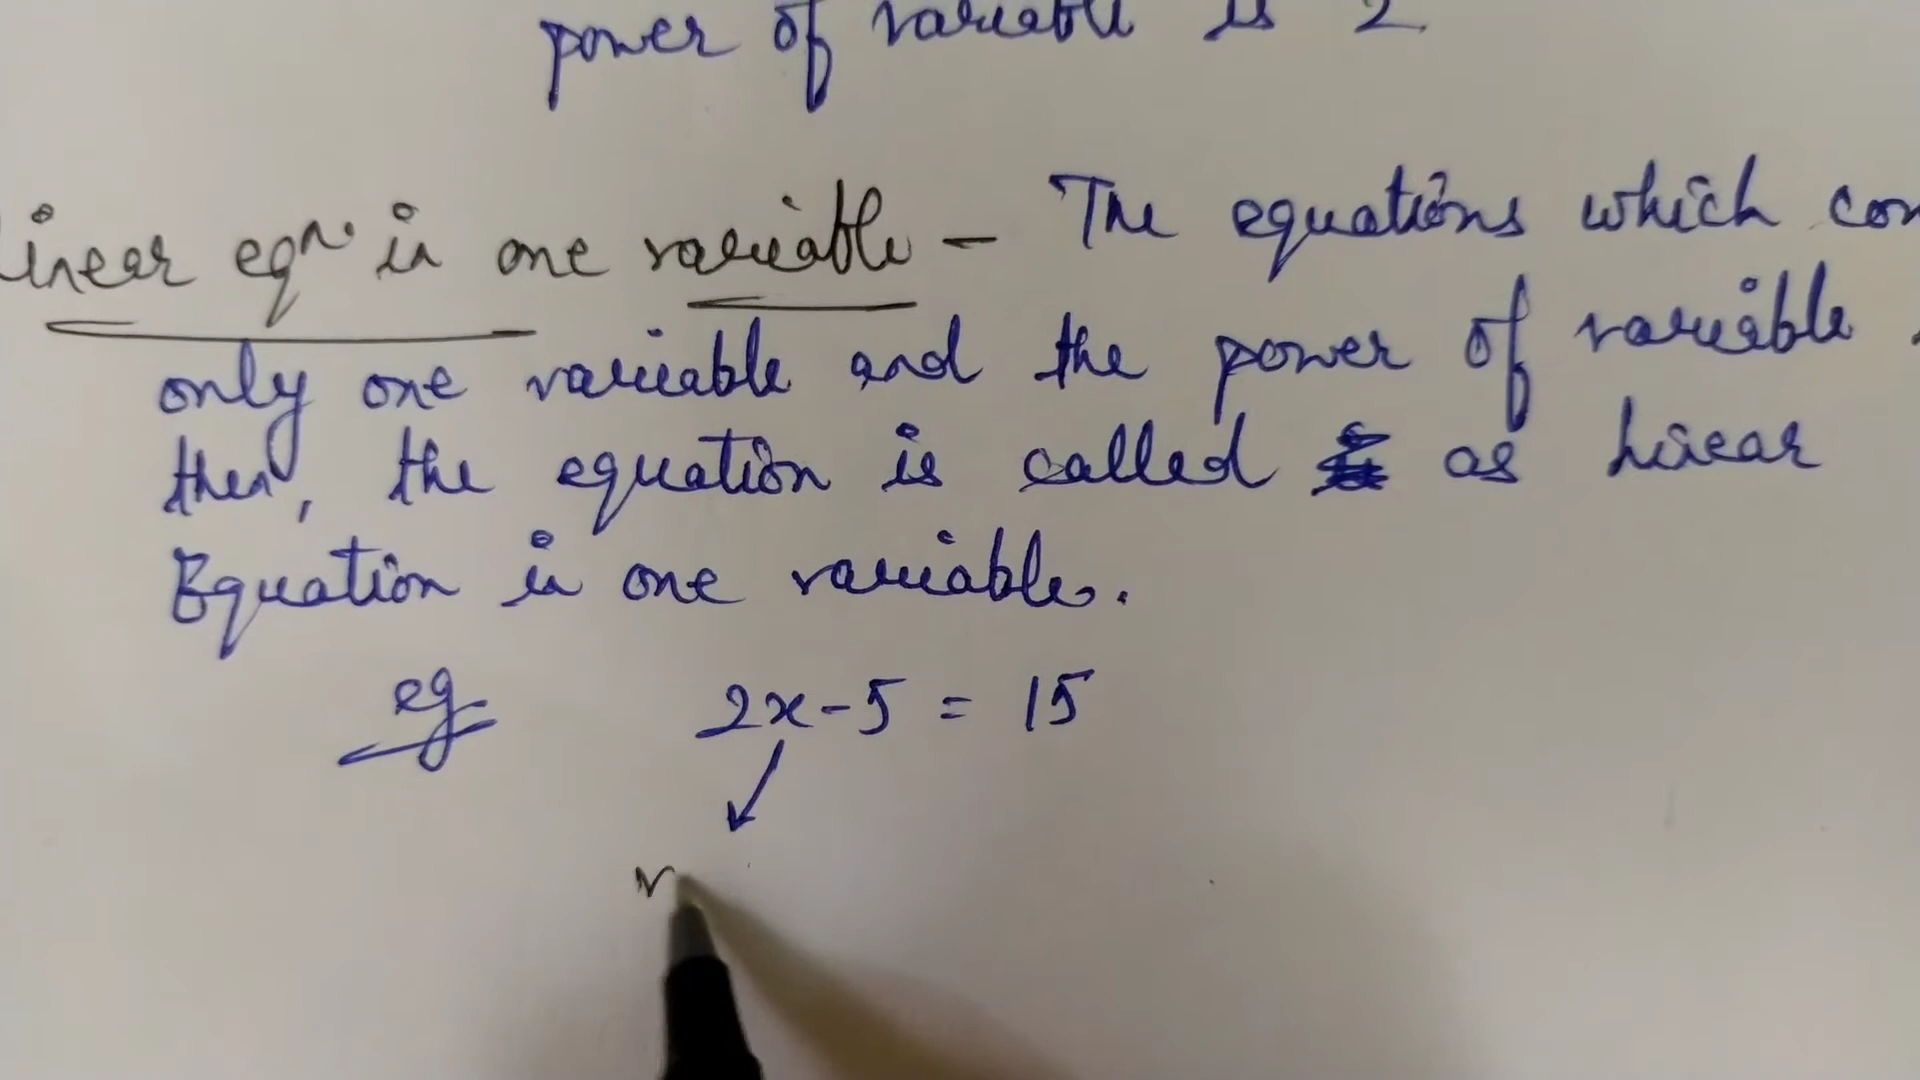 power of variable is 2
linear eqn. in one variable – The equations which con
only one variable and the power of variable
then, the equation is called as linear
Equation in one variable.
eg 2x-5 = 15
v